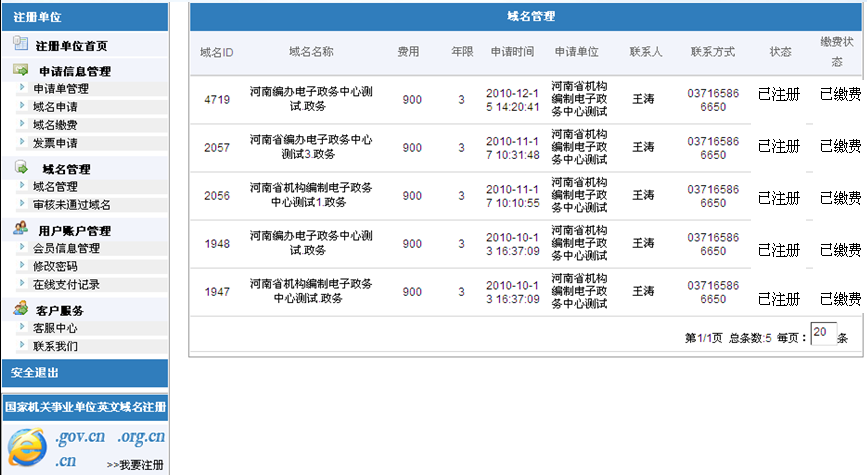 注册单位
注册单位首页
申请信息管理
申请单管理
域名申请
域名缴费
发票申请
域名管理
域名管理
审核未通过域名
用户账户管理
会员信息管理
修改密码
在线支付记录
客户服务
客服中心
联系我们
安全退出
国家机关事业单位英文域名注册
.gov.cn .org.cn
.cn
>>我要注册
域名管理
域名ID 域名名称 费用 年限 申请时间 申请单位 联系人 联系方式 状态 缴费状
态
4719 河南编办电子政务中心测
试.政务 900 3 2010-12-1
5 14:20:41 河南省机构
编制电子政
务中心测试 王涛 03716586
6650 已注册 已缴费
2057 河南省编办电子政务中心
测试3.政务 900 3 2010-11-1
7 10:31:48 河南省机构
编制电子政
务中心测试 王涛 03716586
6650 已注册 已缴费
2056 河南省机构编制电子政务
中心测试1.政务 900 3 2010-11-1
7 10:10:55 河南省机构
编制电子政
务中心测试 王涛 03716586
6650 已注册 已缴费
1948 河南编办电子政务中心测
试.政务 900 3 2010-10-1
3 16:37:09 河南省机构
编制电子政
务中心测试 王涛 03716586
6650 已注册 已缴费
1947 河南省机构编制电子政务
中心测试.政务 900 3 2010-10-1
3 16:37:09 河南省机构
编制电子政
务中心测试 王涛 03716586
6650 已注册 已缴费
第1/1页 总条数:5 每页：20 条